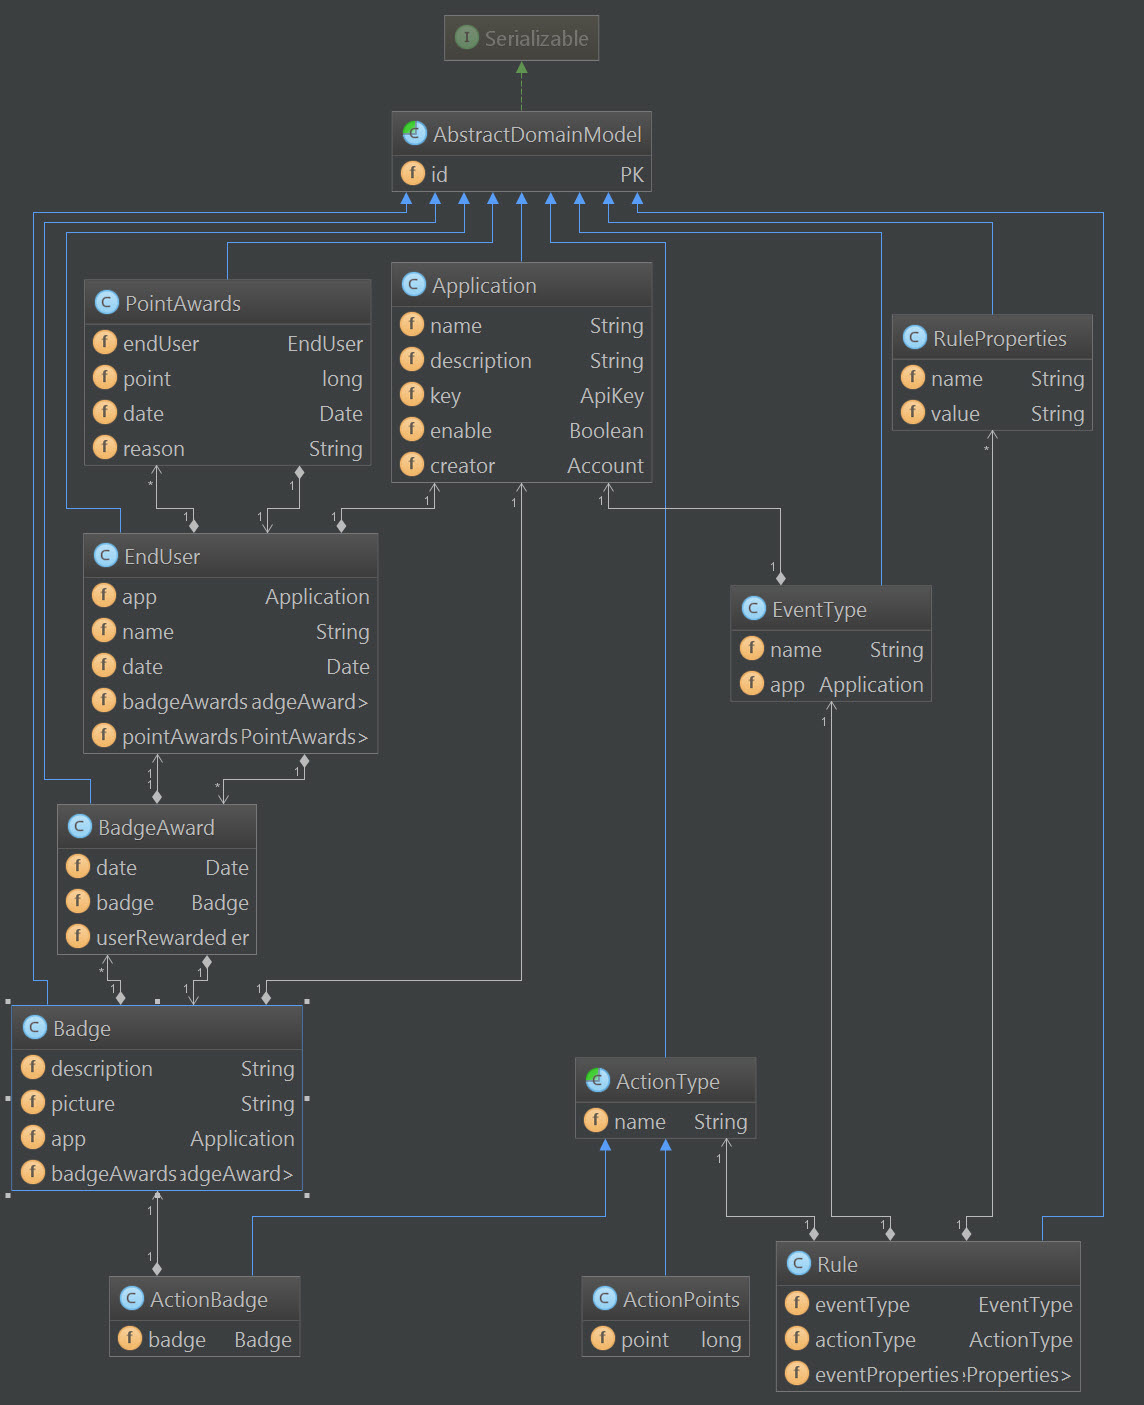 I Serializable
C AbstractDomainModel
f id PK
C PointAwards
f endUser EndUser
f point long
f date Date
f reason String
C Application
f name String
f description String
f key ApiKey
f enable Boolean
f creator Account
C RuleProperties
f name String
f value String
* 1 1 1 1 1 1 *
1 1
C EndUser
f app Application
f name String
f date Date
f badgeAwards adgeAward>
f pointAwards PointAwards>
1
C EventType
f name String
f app Application
1
1 1 * 1
C BadgeAward
f date Date
f badge Badge
f userRewarded er
* 1 1 1 1
C Badge
f description String
f picture String
f app Application
f badgeAwards adgeAward>
C ActionType
f name String
1
1 1
1 1 1
C ActionBadge
f badge Badge
C ActionPoints
f point long
C Rule
f eventType EventType
f actionType ActionType
f eventProperties Properties>